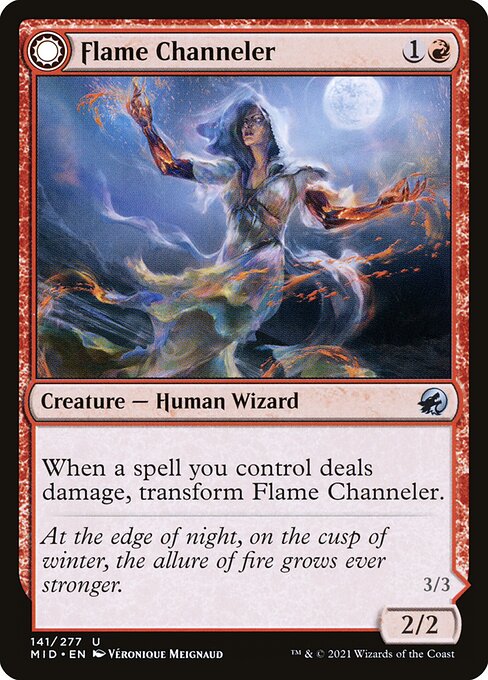 Flame Channeler 1
Creature — Human Wizard
When a spell you control deals
damage, transform Flame Channeler.
At the edge of night, on the cusp of
winter, the allure of fire grows ever
stronger.
3/3
2/2
141/277 U
MID • EN Véronique Meignaud
™ & © 2021 Wizards of the Coast